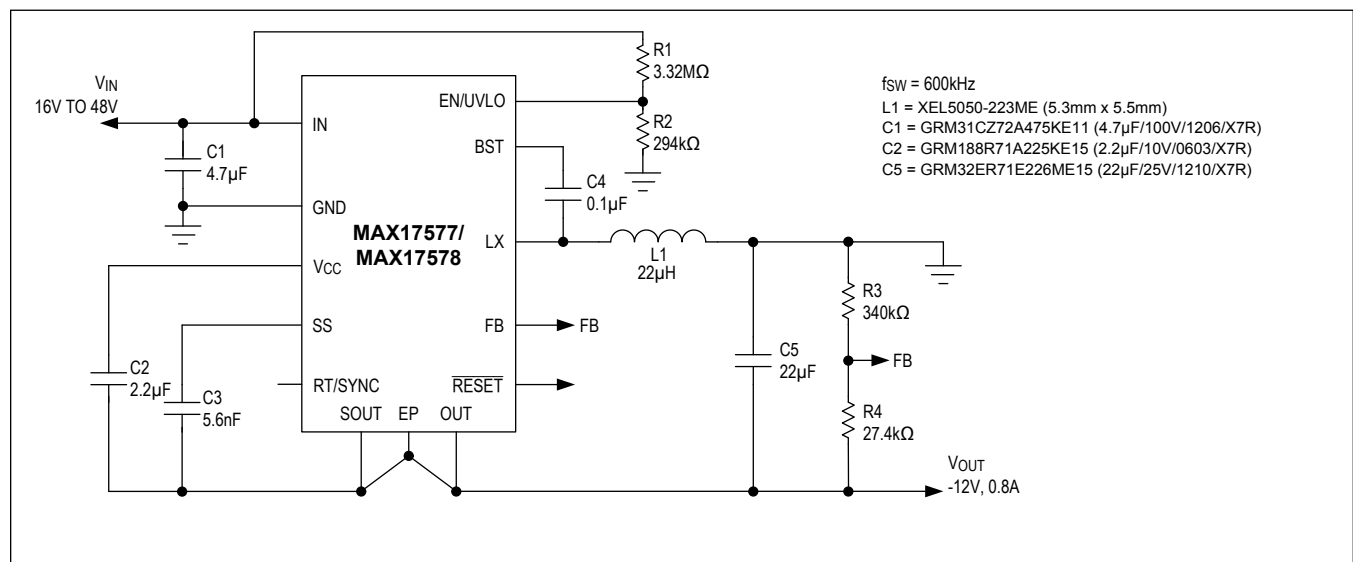 VIN
16V TO 48V
C1
4.7µF
IN
GND
VCC
SS
RT/SYNC
SOUT
EP
OUT
EN/UVLO
BST
LX
FB
RESET
MAX17577/
MAX17578
C2
2.2µF
C3
5.6nF
R1
3.32MΩ
R2
294kΩ
C4
0.1µF
L1
22µH
FB
C5
22µF
R3
340kΩ
FB
R4
27.4kΩ
VOUT
-12V, 0.8A
fSW = 600kHz
L1 = XEL5050-223ME (5.3mm x 5.5mm)
C1 = GRM31CZ72A475KE11 (4.7µF/100V/1206/X7R)
C2 = GRM188R71A225KE15 (2.2µF/10V/0603/X7R)
C5 = GRM32ER71E226ME15 (22µF/25V/1210/X7R)